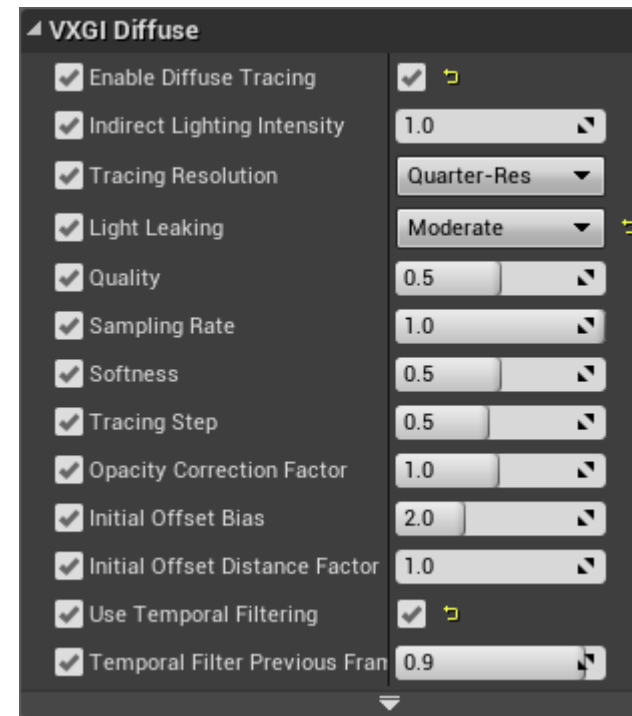 VXGI Diffuse
Enable Diffuse Tracing
Indirect Lighting Intensity 1.0
Tracing Resolution Quarter-Res
Light Leaking Moderate
Quality 0.5
Sampling Rate 1.0
Softness 0.5
Tracing Step 0.5
Opacity Correction Factor 1.0
Initial Offset Bias 2.0
Initial Offset Distance Factor 1.0
Use Temporal Filtering
Temporal Filter Previous 0.9